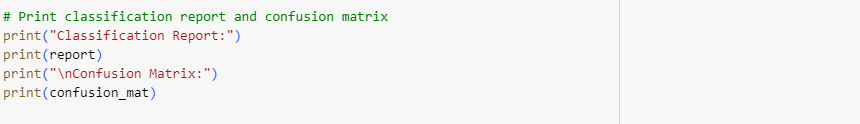 # Print classification report and confusion matrix
print("Classification Report:")
print(report)
print("\nConfusion Matrix:")
print(confusion_mat)